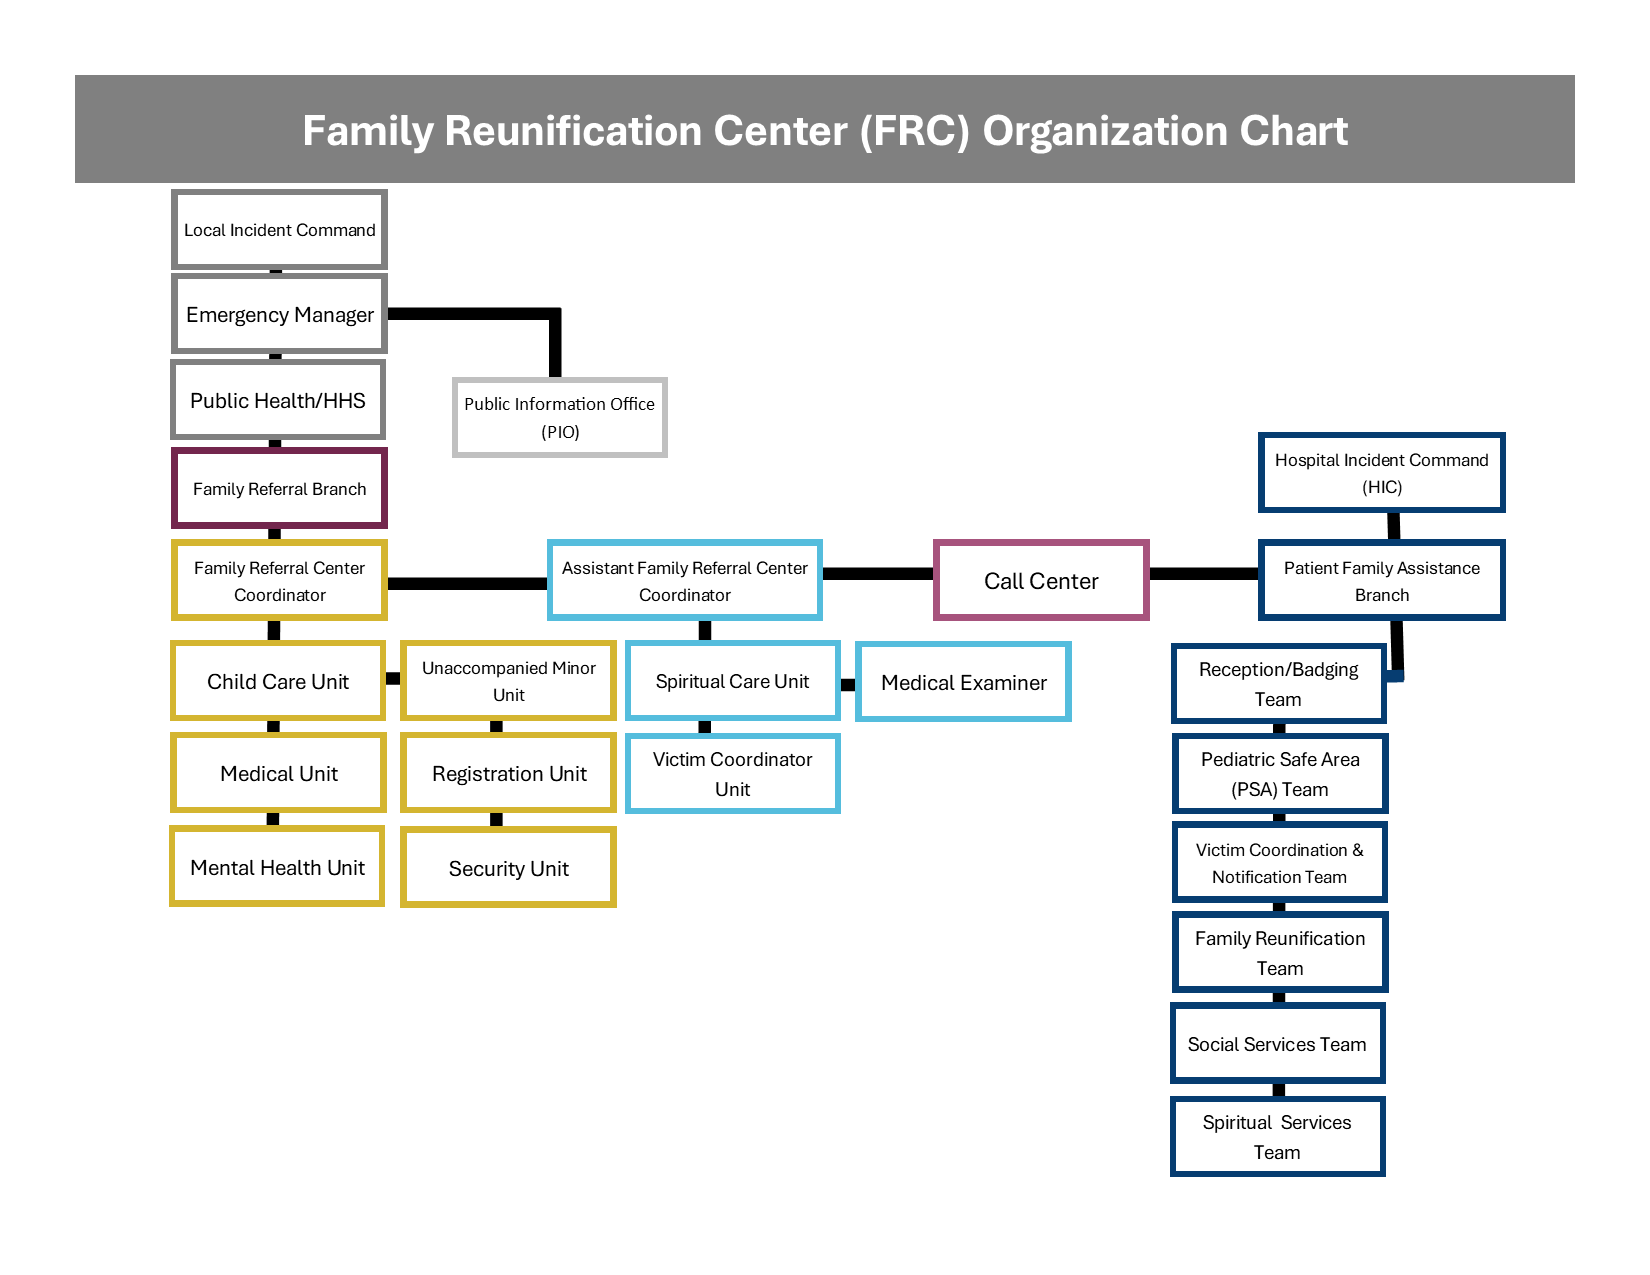 Family Reunification Center (FRC) Organization Chart
Local Incident Command
Emergency Manager
Public Health/HHS
Public Information Office
(PIO)
Family Referral Branch
Hospital Incident Command
(HIC)
Family Referral Center
Coordinator
Assistant Family Referral Center
Coordinator
Call Center
Patient Family Assistance
Branch
Child Care Unit
Unaccompanied Minor
Unit
Spiritual Care Unit
Medical Examiner
Reception/Badging
Team
Medical Unit
Registration Unit
Victim Coordinator
Unit
Pediatric Safe Area
(PSA) Team
Mental Health Unit
Security Unit
Victim Coordination &
Notification Team
Family Reunification
Team
Social Services Team
Spiritual  Services
Team